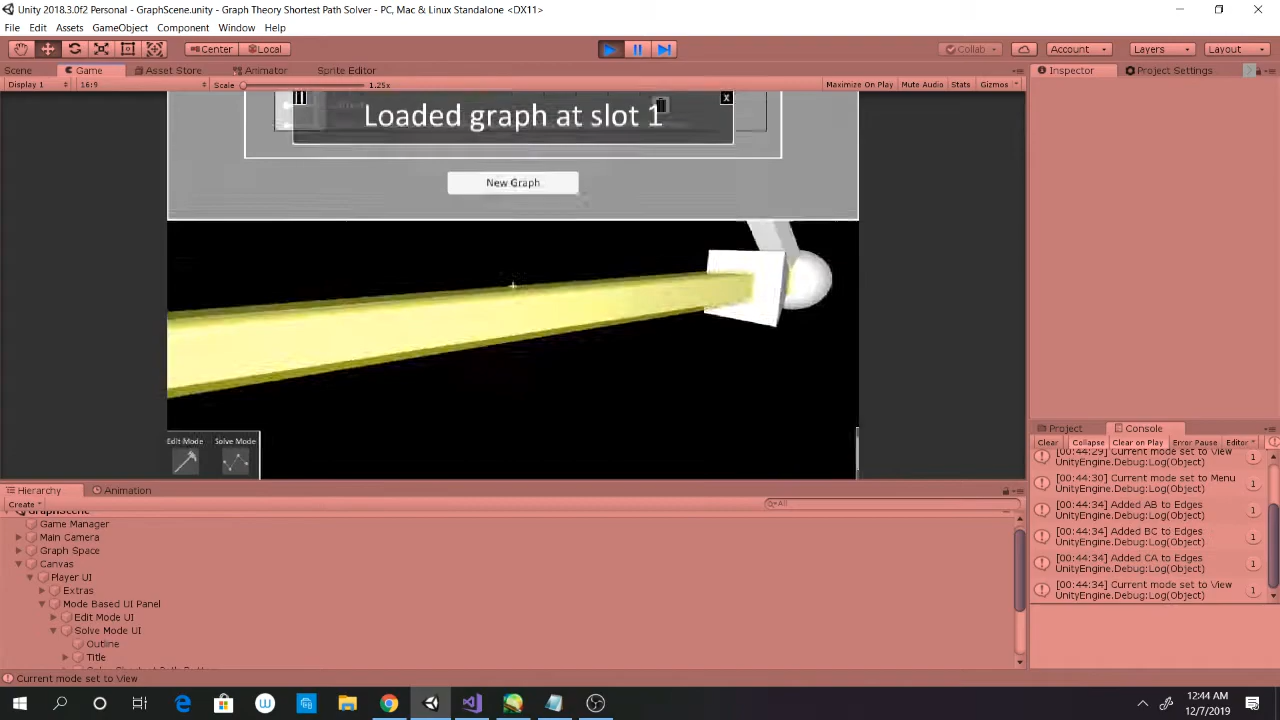 Unity 2018.3.0f2 Personal - GraphScene.unity - Graph Theory Shortest Path Solver - PC, Mac & Linux Standalone <DX11>
File Edit Assets GameObject Component Window Help
Center Local Collab Account Layers Layout
Scene Game Asset Store Animator Sprite Editor Inspector Project Settings
Display 1 16:9 Scale 1.25x Maximize On Play Mute Audio Stats Gizmos
X
Loaded graph at slot 1
New Graph
Edit Mode Solve Mode
Project Console
Clear Collapse Clear on Play Error Pause Editor
[00:44:29] Current mode set to View
UnityEngine.Debug:Log(Object)
1
[00:44:30] Current mode set to Menu
UnityEngine.Debug:Log(Object)
1
[00:44:34] Added AB to Edges
UnityEngine.Debug:Log(Object)
1
[00:44:34] Added BC to Edges
UnityEngine.Debug:Log(Object)
1
[00:44:34] Added CA to Edges
UnityEngine.Debug:Log(Object)
1
[00:44:34] Current mode set to View
UnityEngine.Debug:Log(Object)
1
Hierarchy Animation
Create All
GraphScene
Game Manager
Main Camera
Graph Space
Canvas
Player UI
Extras
Mode Based UI Panel
Edit Mode UI
Solve Mode UI
Outline
Title
Current mode set to View
12:44 AM
12/7/2019